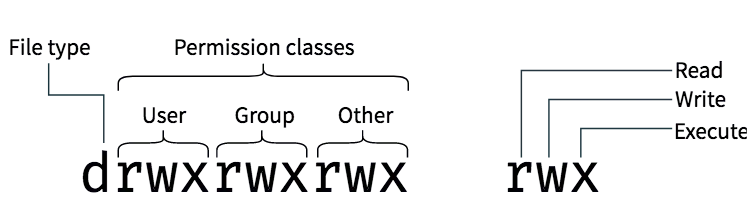 File type
Permission classes
User
Group
Other
drwxrwxrwx
Read
Write
Execute
rwx